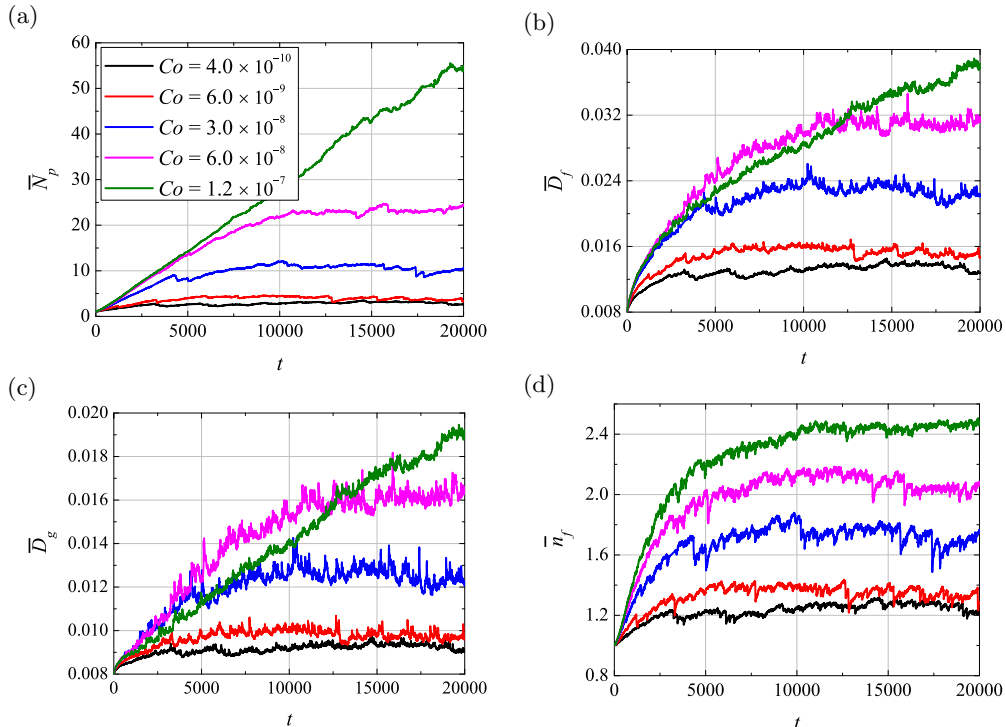 (a)
60
50
40
30
20
10
0
N̅p
Co = 4.0 × 10⁻¹⁰
Co = 6.0 × 10⁻⁹
Co = 3.0 × 10⁻⁸
Co = 6.0 × 10⁻⁸
Co = 1.2 × 10⁻⁷
0 5000 10000 15000 20000
t
(b)
0.040
0.032
0.024
0.016
0.008
D̅f
0 5000 10000 15000 20000
t
(c)
0.020
0.018
0.016
0.014
0.012
0.010
0.008
D̅g
0 5000 10000 15000 20000
t
(d)
2.4
2.0
1.6
1.2
0.8
n̅f
0 5000 10000 15000 20000
t